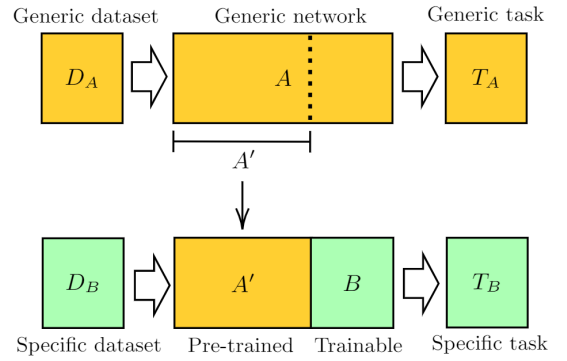 Generic dataset Generic network Generic task
D_A A T_A
A′
D_B A′ B T_B
Specific dataset Pre-trained Trainable Specific task